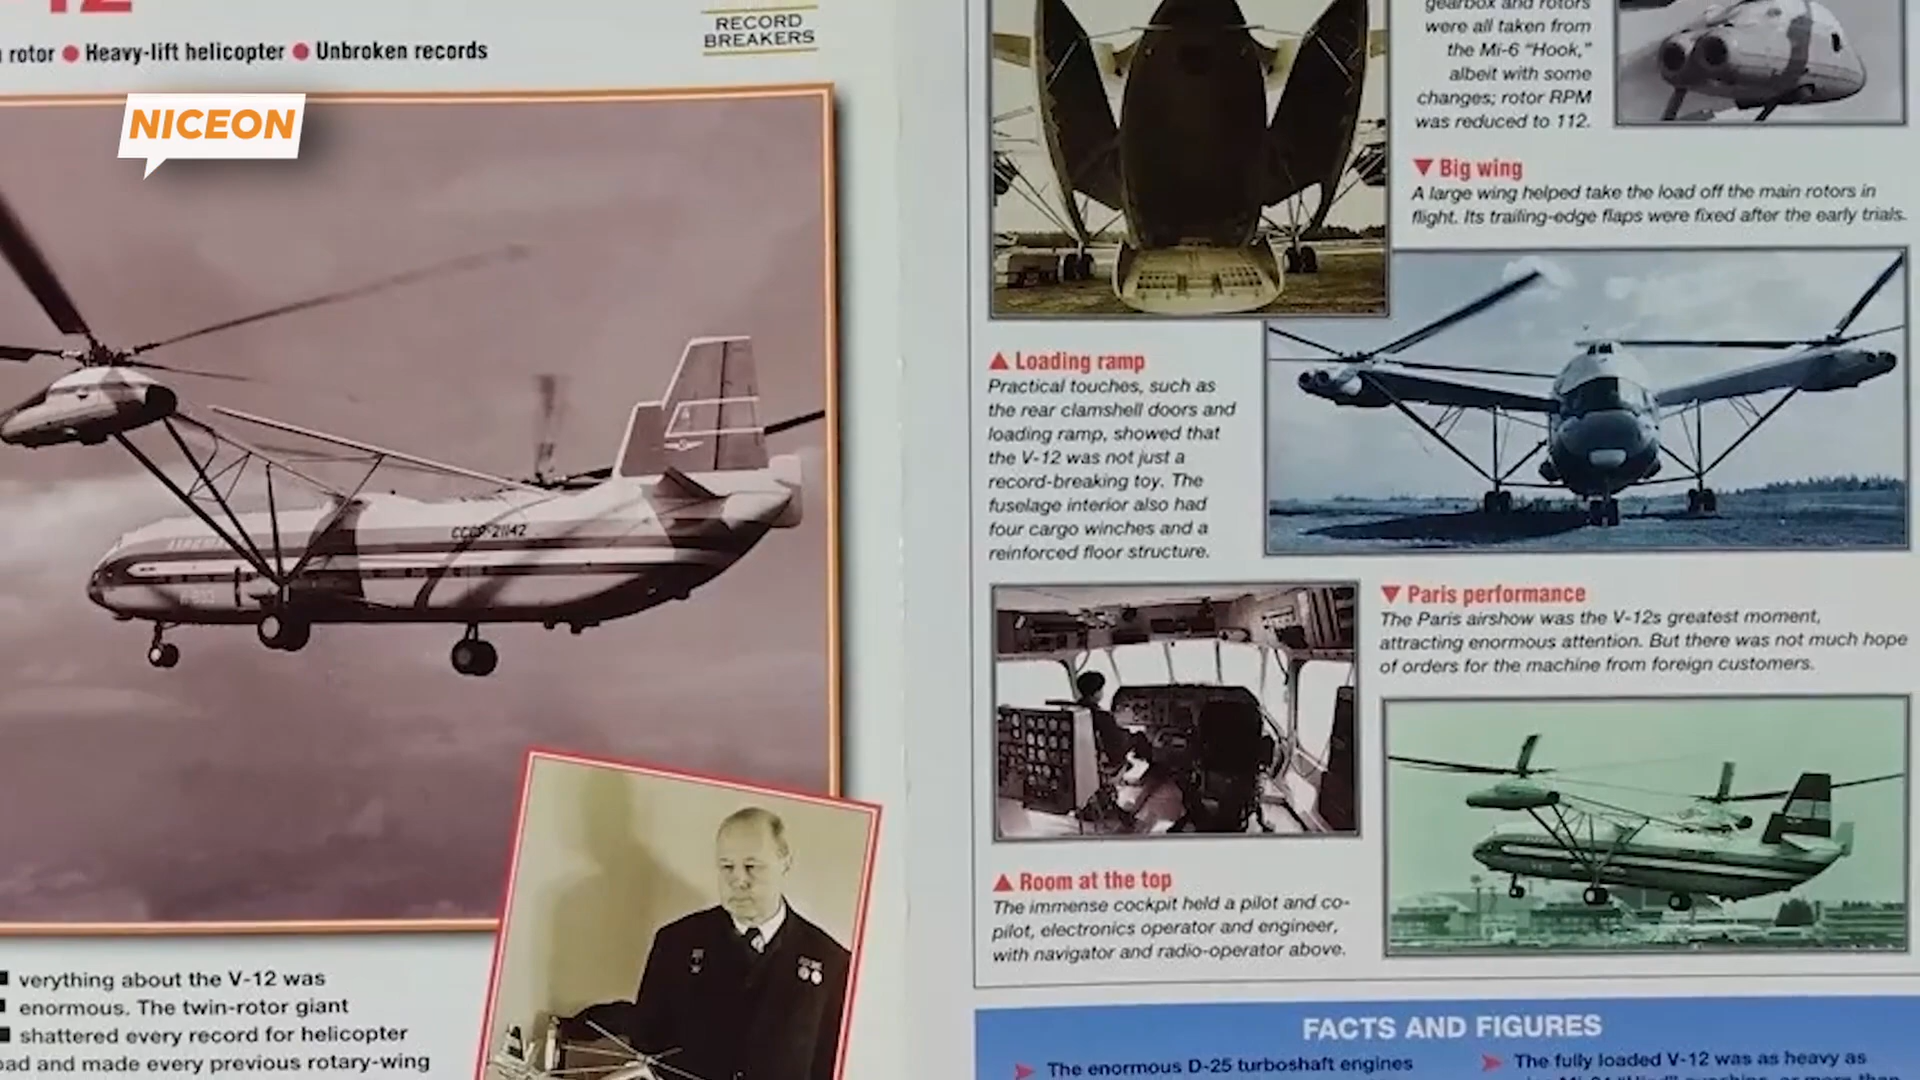 -12
rotor ● Heavy-lift helicopter ● Unbroken records
RECORD
BREAKERS
NICEON
CCCP-21142
verything about the V-12 was
enormous. The twin-rotor giant
shattered every record for helicopter
oad and made every previous rotary-wing
gearbox and rotors
were all taken from
the Mi-6 “Hook,”
albeit with some
changes; rotor RPM
was reduced to 112.
▼ Big wing
A large wing helped take the load off the main rotors in
flight. Its trailing-edge flaps were fixed after the early trials.
▲ Loading ramp
Practical touches, such as
the rear clamshell doors and
loading ramp, showed that
the V-12 was not just a
record-breaking toy. The
fuselage interior also had
four cargo winches and a
reinforced floor structure.
▼ Paris performance
The Paris airshow was the V-12s greatest moment,
attracting enormous attention. But there was not much hope
of orders for the machine from foreign customers.
▲ Room at the top
The immense cockpit held a pilot and co-
pilot, electronics operator and engineer,
with navigator and radio-operator above.
FACTS AND FIGURES
The enormous D-25 turboshaft engines
The fully loaded V-12 was as heavy as